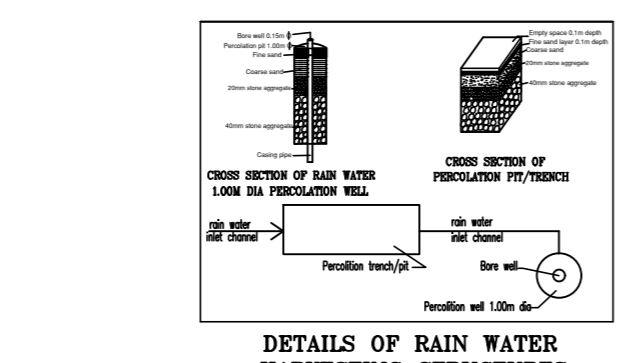 Bore well 0.15m ϕ
Percolation pit 1.00m ϕ
Fine sand
Coarse sand
20mm stone aggregate
40mm stone aggregate
Casing pipe
CROSS SECTION OF RAIN WATER
1.00M DIA PERCOLATION WELL
Empty space 0.1m depth
Fine sand layer 0.1m depth
Coarse sand
20mm stone aggregate
40mm stone aggregate
CROSS SECTION OF
PERCOLATION PIT/TRENCH
rain water
inlet channel
Percolition trench/pit
rain water
inlet channel
Bore well
Percolition well 1.00m dia
DETAILS OF RAIN WATER